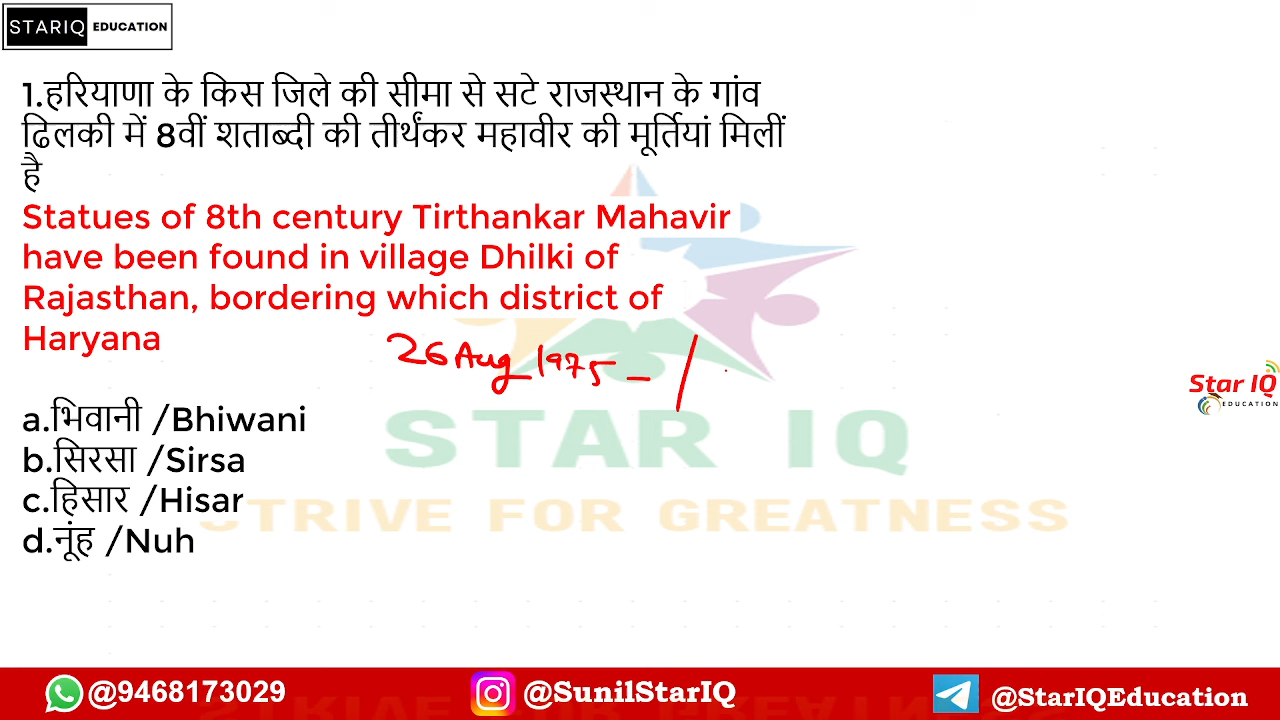 STARIQ EDUCATION
1.हरियाणा के किस जिले की सीमा से सटे राजस्थान के गांव
ढिलकी में 8वीं शताब्दी की तीर्थंकर महावीर की मूर्तियां मिलीं
है
Statues of 8th century Tirthankar Mahavir
have been found in village Dhilki of
Rajasthan, bordering which district of
Haryana
26 Aug 1975 –
Star IQ
EDUCATION
a.भिवानी /Bhiwani
STAR IQ
b.सिरसा /Sirsa
c.हिसार /Hisar
STRIVE FOR GREATNESS
d.नूंह /Nuh
@9468173029 @SunilStarIQ @StarIQEducation